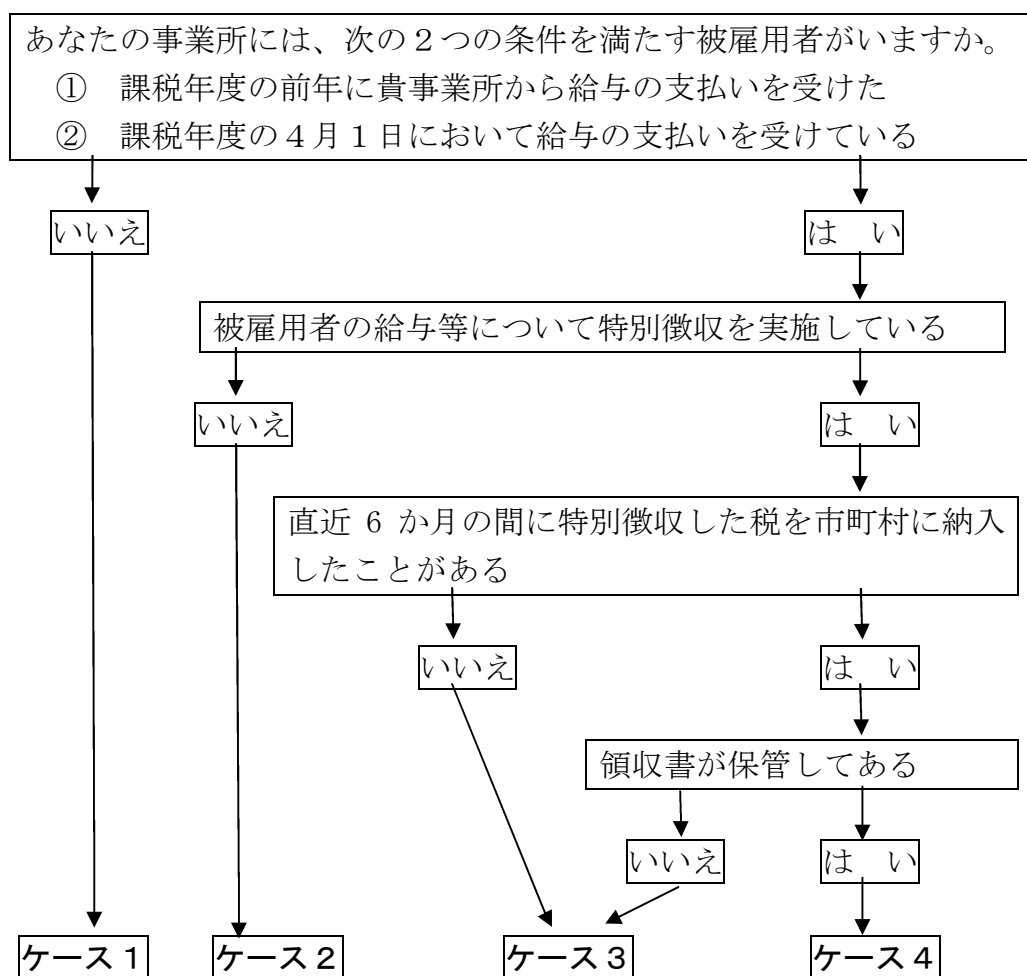 あなたの事業所には、次の２つの条件を満たす被雇用者がいますか。
① 課税年度の前年に貴事業所から給与の支払いを受けた
② 課税年度の４月１日において給与の支払いを受けている
いいえ
は い
被雇用者の給与等について特別徴収を実施している
いいえ
は い
直近 6 か月の間に特別徴収した税を市町村に納入
したことがある
いいえ
は い
領収書が保管してある
いいえ
は い
ケース１
ケース２
ケース３
ケース４